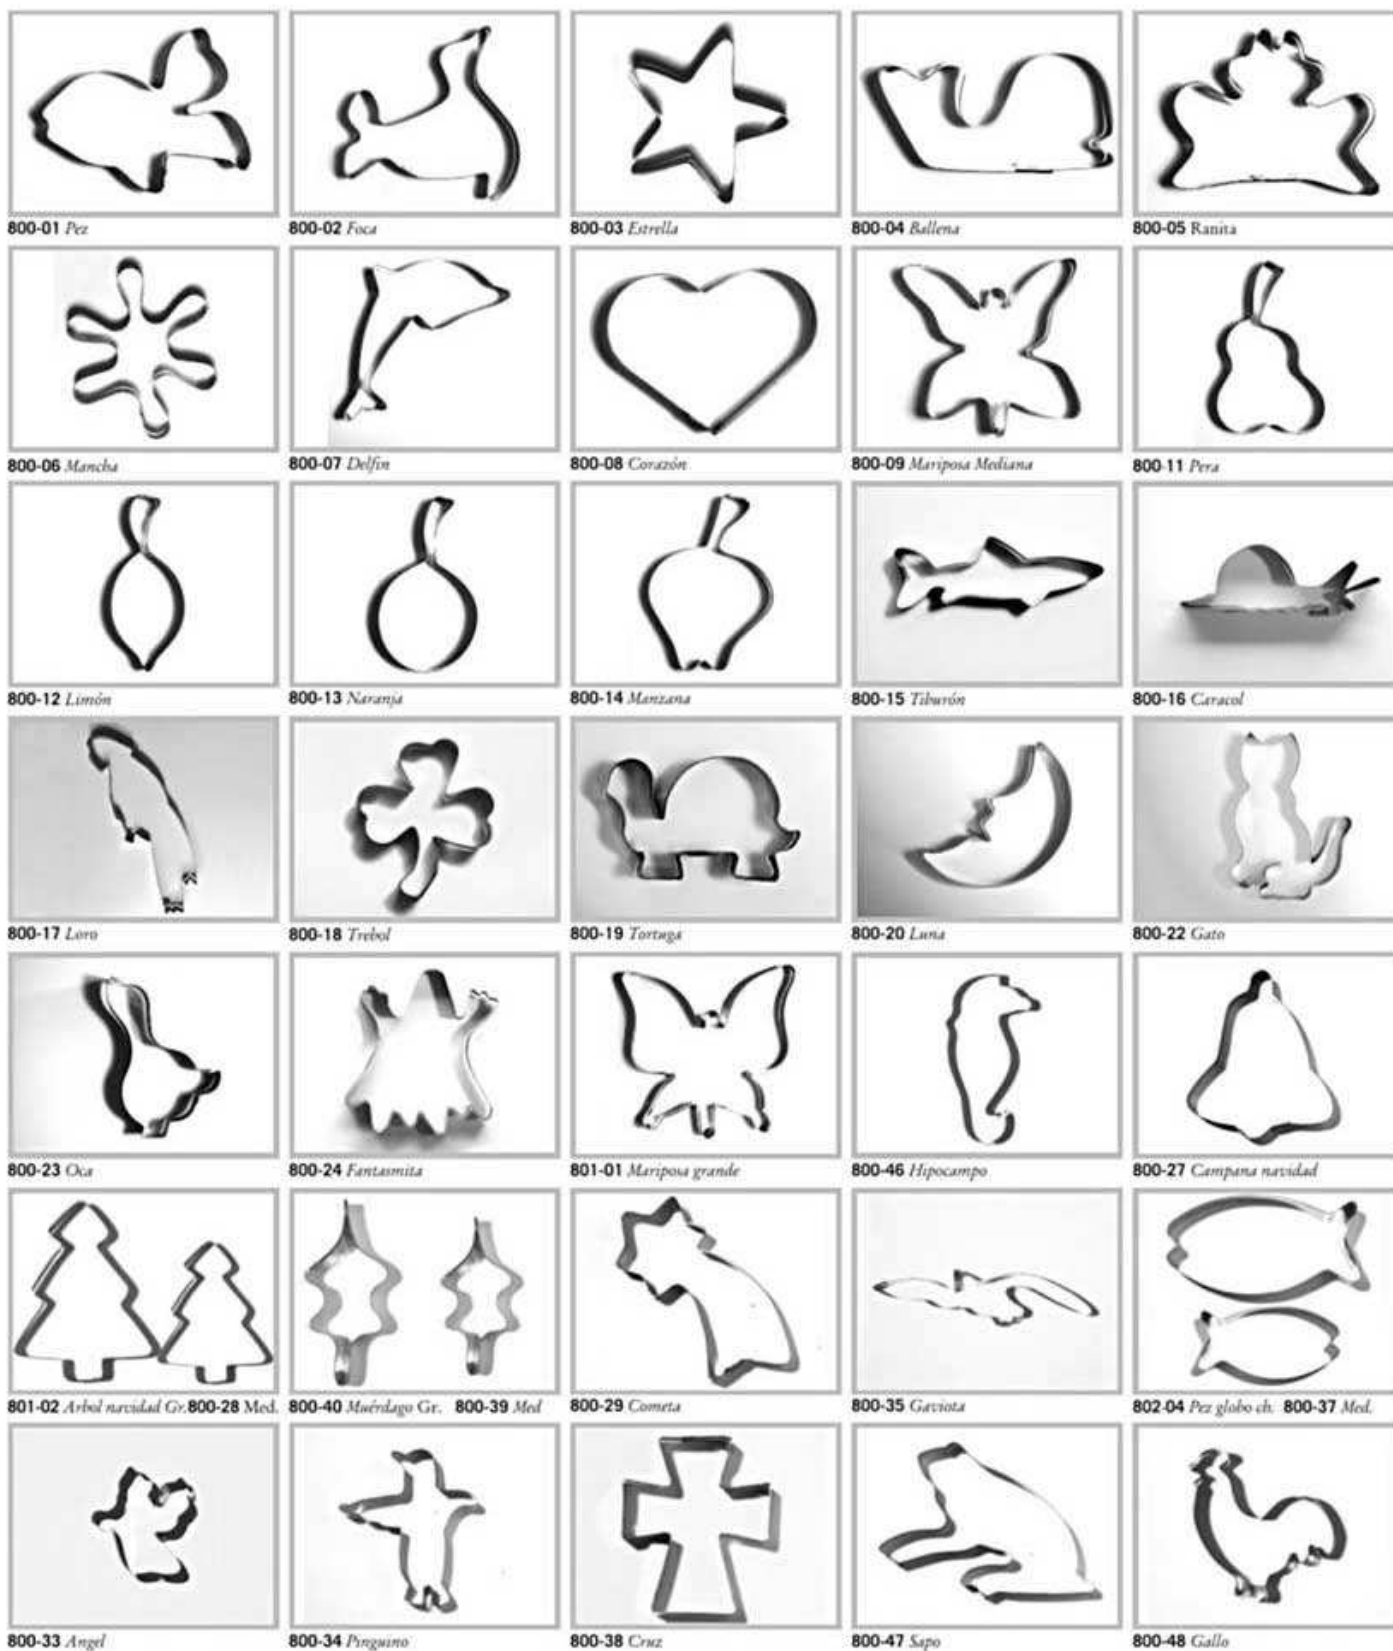 800-01 Pez
800-02 Foca
800-03 Estrella
800-04 Ballena
800-05 Ranita
800-06 Mancha
800-07 Delfin
800-08 Corazón
800-09 Mariposa Mediana
800-11 Pera
800-12 Limón
800-13 Naranja
800-14 Manzana
800-15 Tiburón
800-16 Caracol
800-17 Loro
800-18 Trebol
800-19 Tortuga
800-20 Luna
800-22 Gato
800-23 Oca
800-24 Fantasmita
801-01 Mariposa grande
800-46 Hipocampo
800-27 Campana navidad
801-02 Arbol navidad Gr. 800-28 Med.
800-40 Muérdago Gr. 800-39 Med
800-29 Cometa
800-35 Gaviota
802-04 Pez globo ch. 800-37 Med.
800-33 Angel
800-34 Pinguino
800-38 Cruz
800-47 Sapo
800-48 Gallo